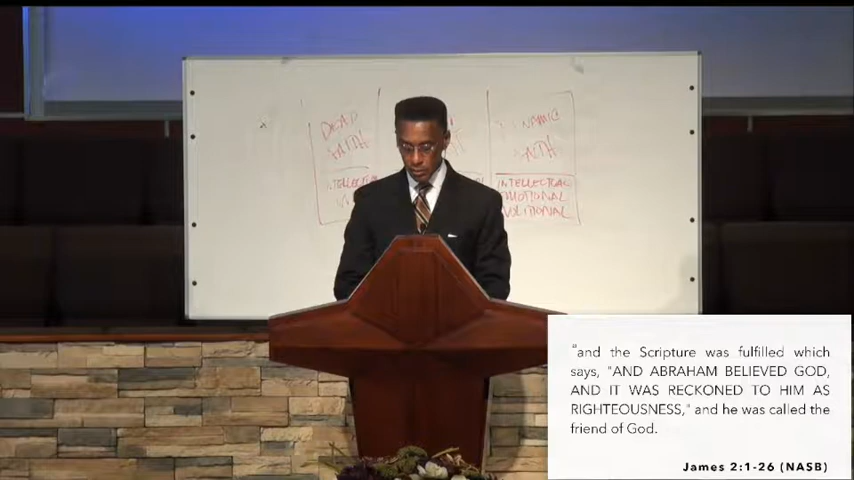 DEAD
FAITH
INTELLECTUAL
NAMIC
FAITH
INTELLECTUAL
EMOTIONAL
VOLITIONAL
"and the Scripture was fulfilled which
says, "AND ABRAHAM BELIEVED GOD,
AND IT WAS RECKONED TO HIM AS
RIGHTEOUSNESS," and he was called the
friend of God.
James 2:1-26 (NASB)